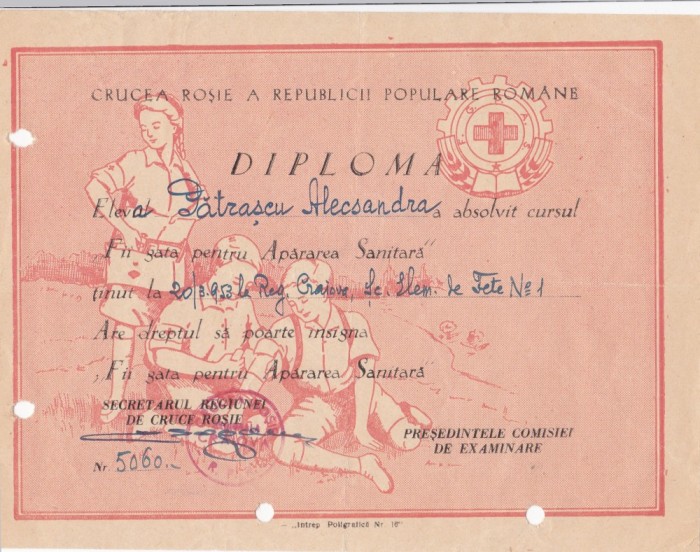 CRUCEA ROȘIE A REPUBLICII POPULARE ROMÂNE
DIPLOMA
Eleva Pătrașcu Alecsandra a absolvit cursul
„Fii gata pentru Apărarea Sanitară”
ținut la 20/3.953 la Reg. Craiova, Șc. Elem. de Fete № 1
Are dreptul să poarte insigna
„Fii gata pentru Apărarea Sanitară”
SECRETARUL REGIUNEI
DE CRUCE ROȘIE
PREȘEDINTELE COMISIEI
DE EXAMINARE
Nr. 5060.-
– „Intrep Poligrafică Nr 10”